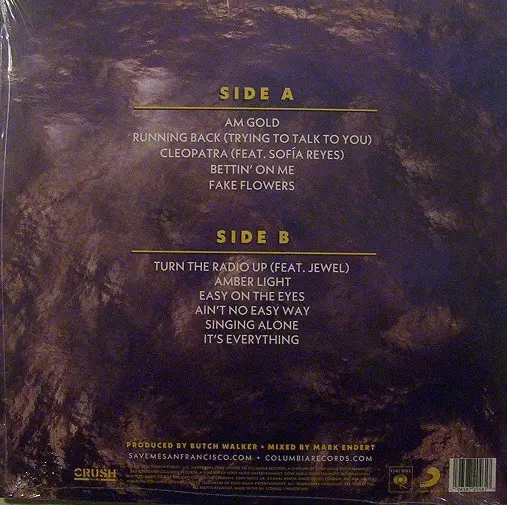 SIDE A
AM GOLD
RUNNING BACK (TRYING TO TALK TO YOU)
CLEOPATRA (FEAT. SOFÍA REYES)
BETTIN' ON ME
FAKE FLOWERS
SIDE B
TURN THE RADIO UP (FEAT. JEWEL)
AMBER LIGHT
EASY ON THE EYES
AIN'T NO EASY WAY
SINGING ALONE
IT'S EVERYTHING
PRODUCED BY BUTCH WALKER • MIXED BY MARK ENDERT
SAVEMESANFRANCISCO.COM • COLUMBIARECORDS.COM
CRUSH